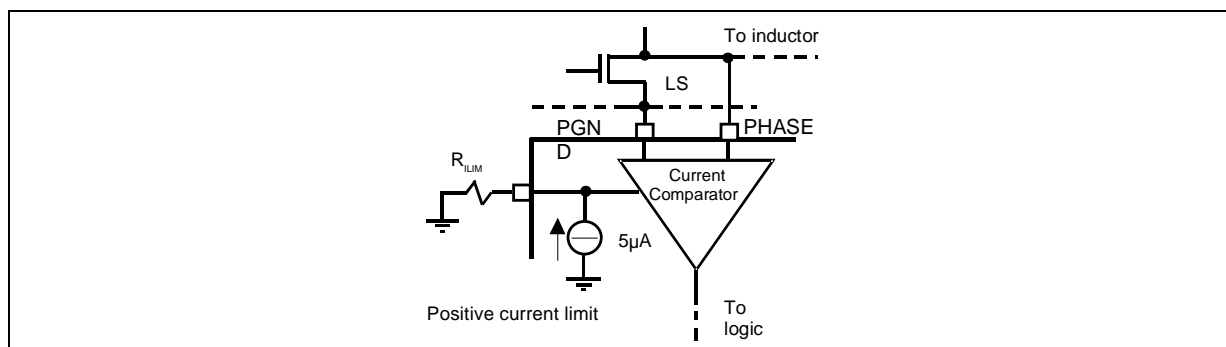 To inductor
LS
PGN
D
PHASE
R_ILIM
Current
Comparator
5µA
Positive current limit
To
logic